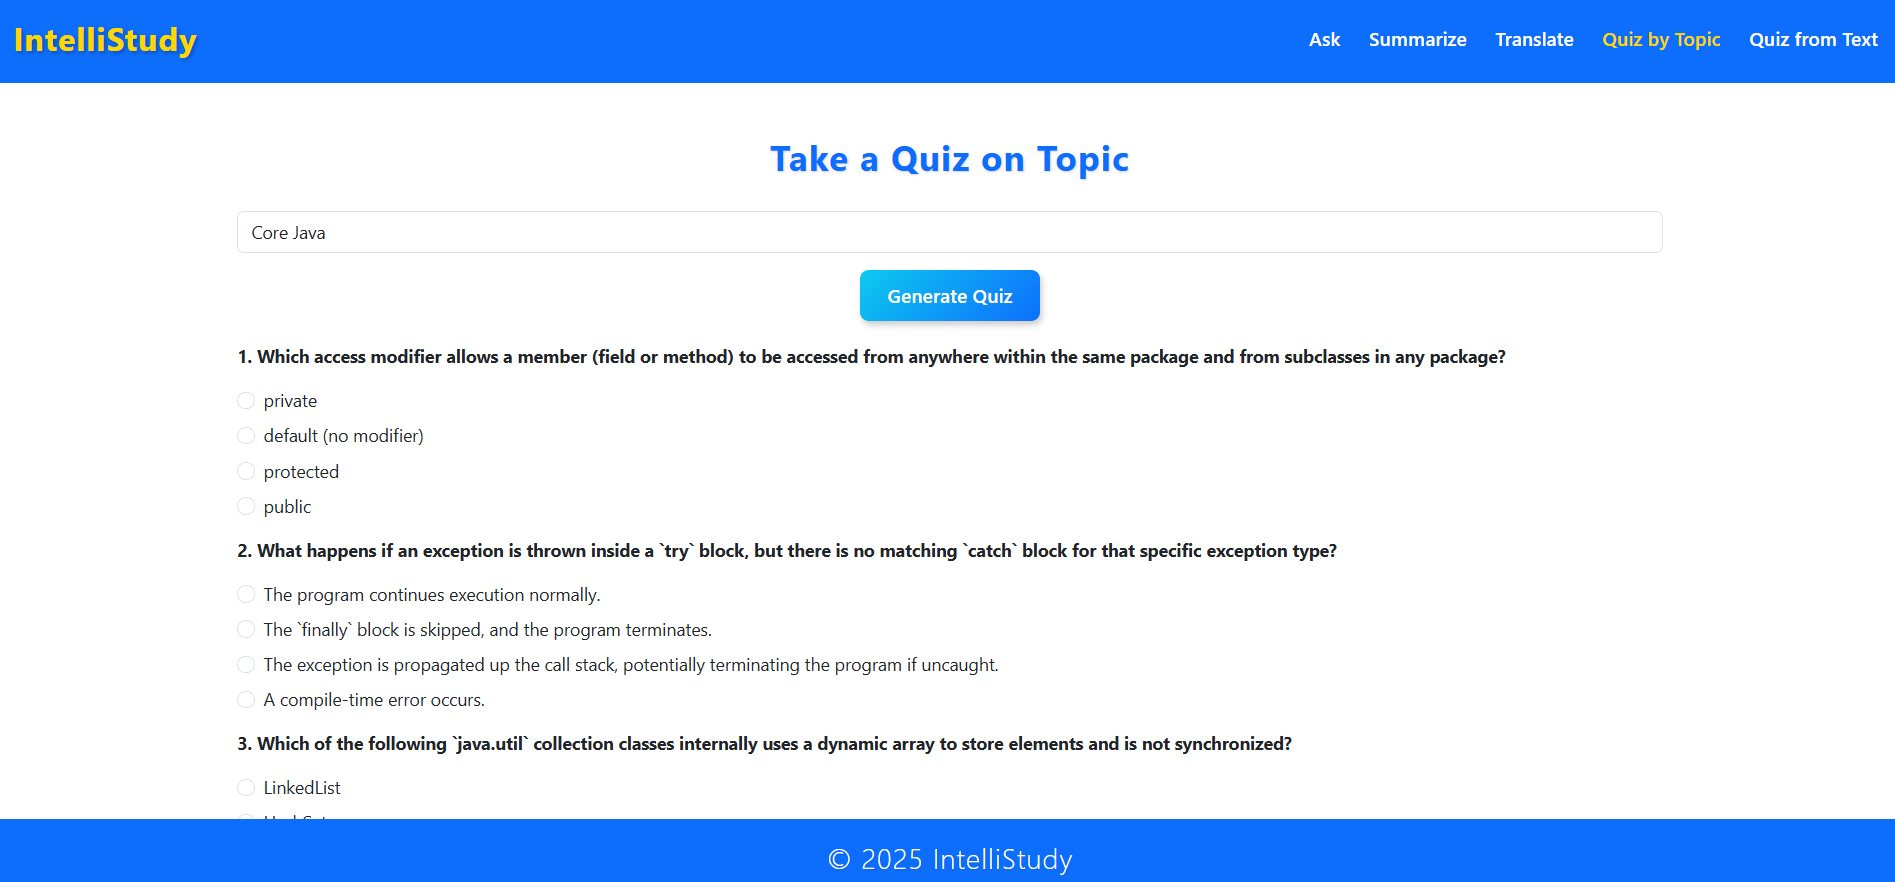 IntelliStudy
Ask Summarize Translate Quiz by Topic Quiz from Text
Take a Quiz on Topic
Core Java
Generate Quiz
1. Which access modifier allows a member (field or method) to be accessed from anywhere within the same package and from subclasses in any package?
private
default (no modifier)
protected
public
2. What happens if an exception is thrown inside a `try` block, but there is no matching `catch` block for that specific exception type?
The program continues execution normally.
The `finally` block is skipped, and the program terminates.
The exception is propagated up the call stack, potentially terminating the program if uncaught.
A compile-time error occurs.
3. Which of the following `java.util` collection classes internally uses a dynamic array to store elements and is not synchronized?
LinkedList
© 2025 IntelliStudy